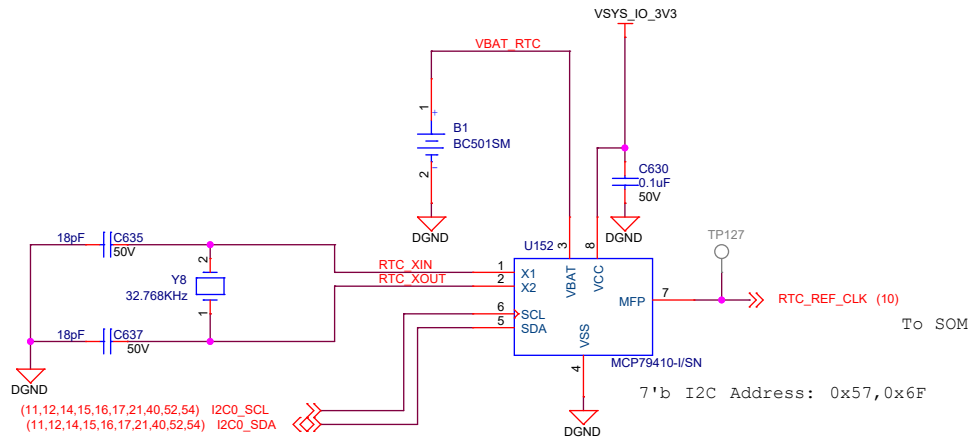 VSYS_IO_3V3
VBAT_RTC
1
+
B1
BC501SM
-
2
DGND
C630
0.1uF
50V
DGND
TP127
18pF
C635
50V
2
Y8
32.768KHz
1
18pF
C637
50V
DGND
RTC_XIN
RTC_XOUT
U152
3
8
1
X1
2
X2
VBAT
VCC
6
SCL
5
SDA
VSS
MFP
7
RTC_REF_CLK (10)
To SOM
MCP79410-I/SN
4
DGND
7'b I2C Address: 0x57,0x6F
(11,12,14,15,16,17,21,40,52,54) I2C0_SCL
(11,12,14,15,16,17,21,40,52,54) I2C0_SDA